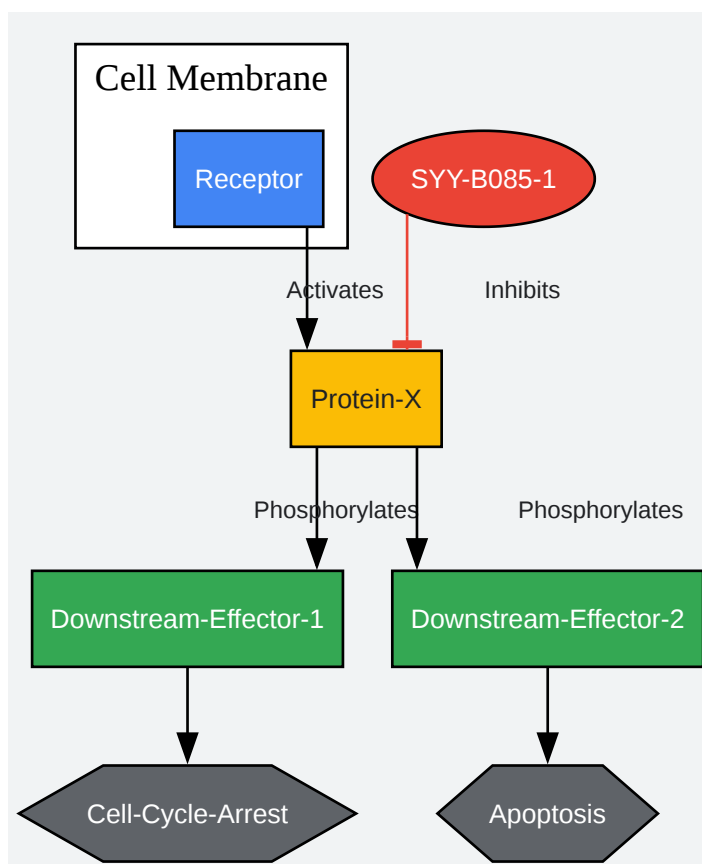 Cell Membrane
Receptor
SYY-B085-1
Activates
Inhibits
Protein-X
Phosphorylates
Phosphorylates
Downstream-Effector-1
Downstream-Effector-2
Cell-Cycle-Arrest
Apoptosis